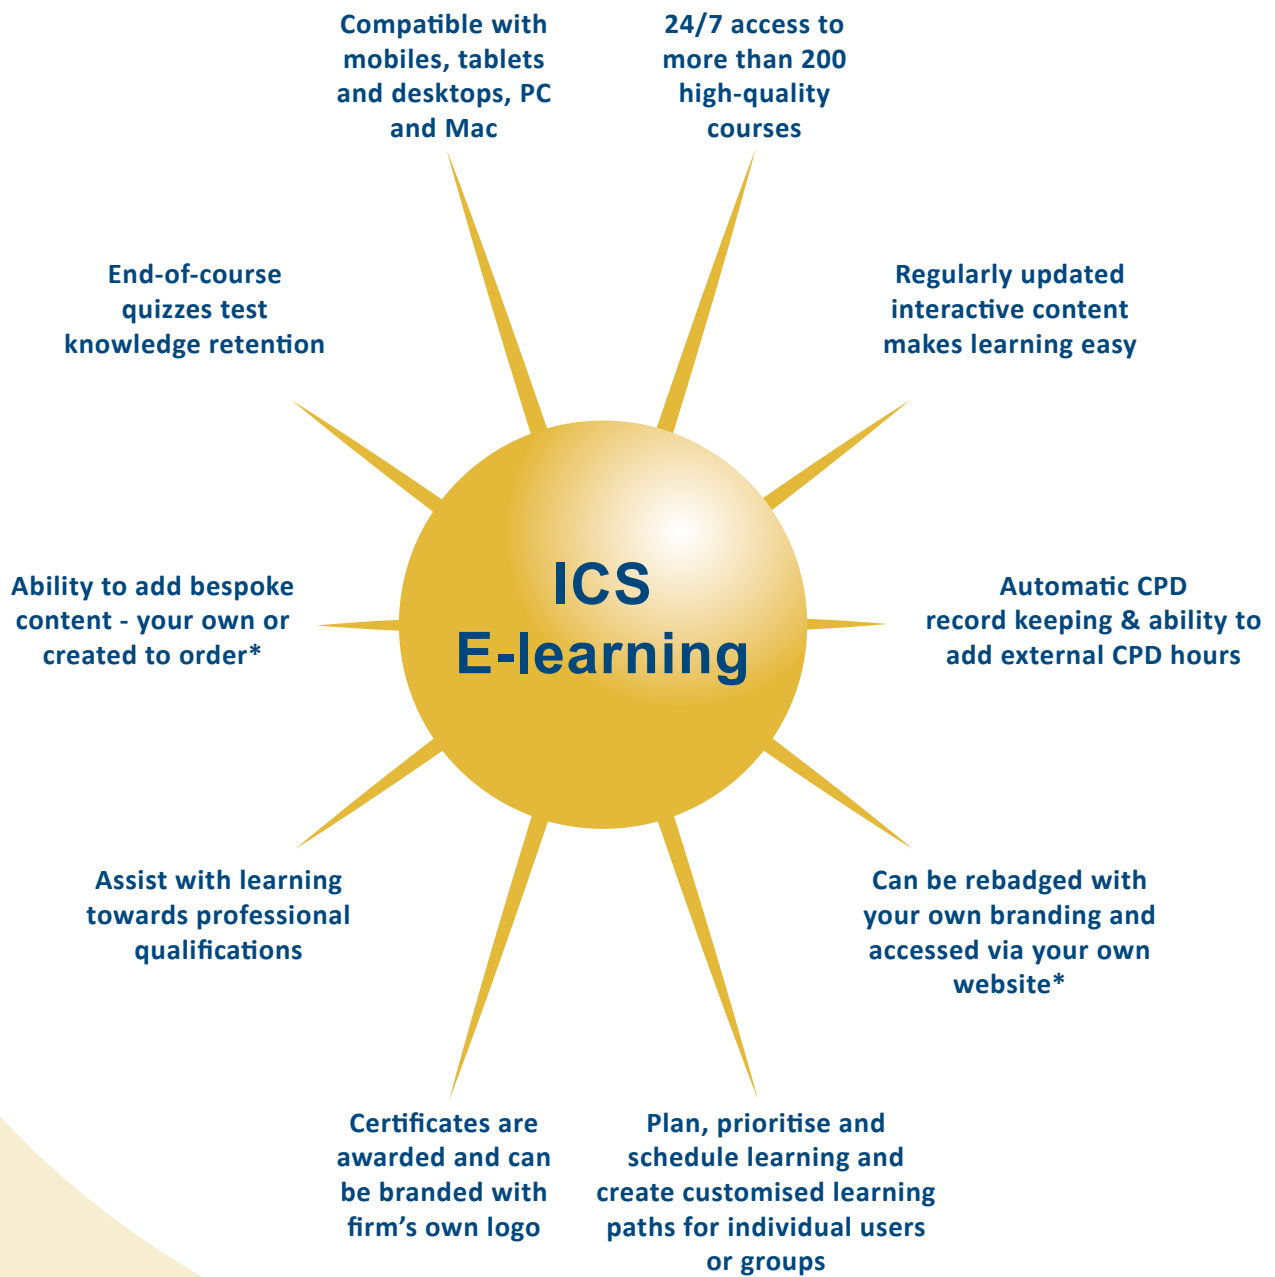 Compatible with
mobiles, tablets
and desktops, PC
and Mac
24/7 access to
more than 200
high-quality
courses
End-of-course
quizzes test
knowledge retention
Regularly updated
interactive content
makes learning easy
Ability to add bespoke
content - your own or
created to order*
ICS
E-learning
Automatic CPD
record keeping & ability to
add external CPD hours
Assist with learning
towards professional
qualifications
Can be rebadged with
your own branding and
accessed via your own
website*
Certificates are
awarded and can
be branded with
firm's own logo
Plan, prioritise and
schedule learning and
create customised learning
paths for individual users
or groups